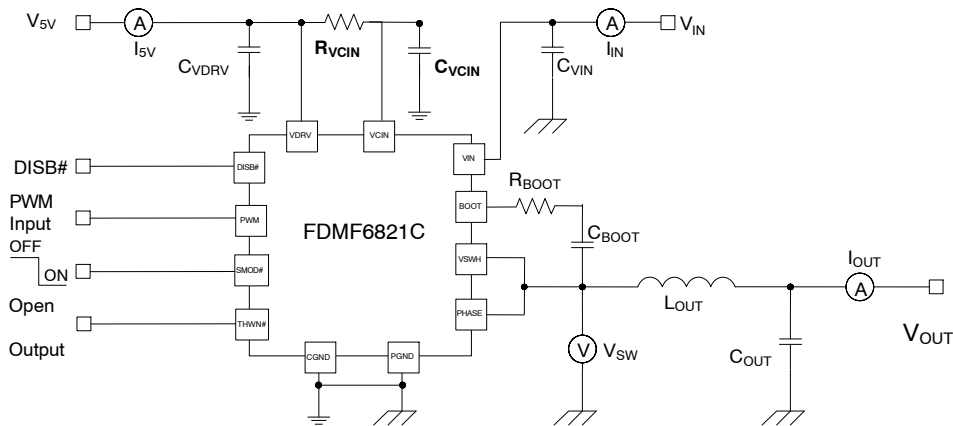 V5V
A
I5V
RVCIN
CVDRV
CVCIN
A
IIN
VIN
CVIN
VDRV
VCIN
VIN
DISB#
DISB#
PWM
Input
PWM
BOOT
RBOOT
CBOOT
FDMF6821C
OFF
ON
SMOD#
VSWH
IOUT
A
LOUT
Open
Output
THWN#
PHASE
VOUT
V
VSW
COUT
CGND
PGND